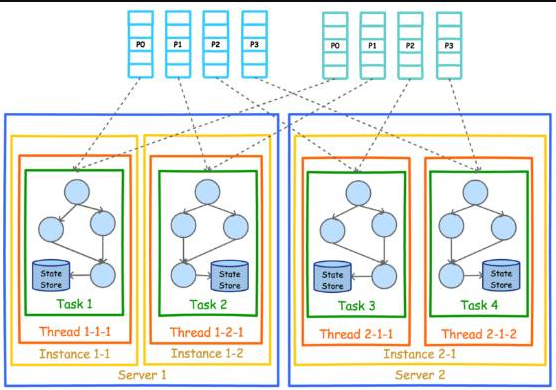 P0 P1 P2 P3 P0 P1 P2 P3
State Store State Store State Store State Store
Task 1 Task 2 Task 3 Task 4
Thread 1-1-1 Thread 1-2-1 Thread 2-1-1 Thread 2-1-2
Instance 1-1 Instance 1-2 Instance 2-1
Server 1 Server 2